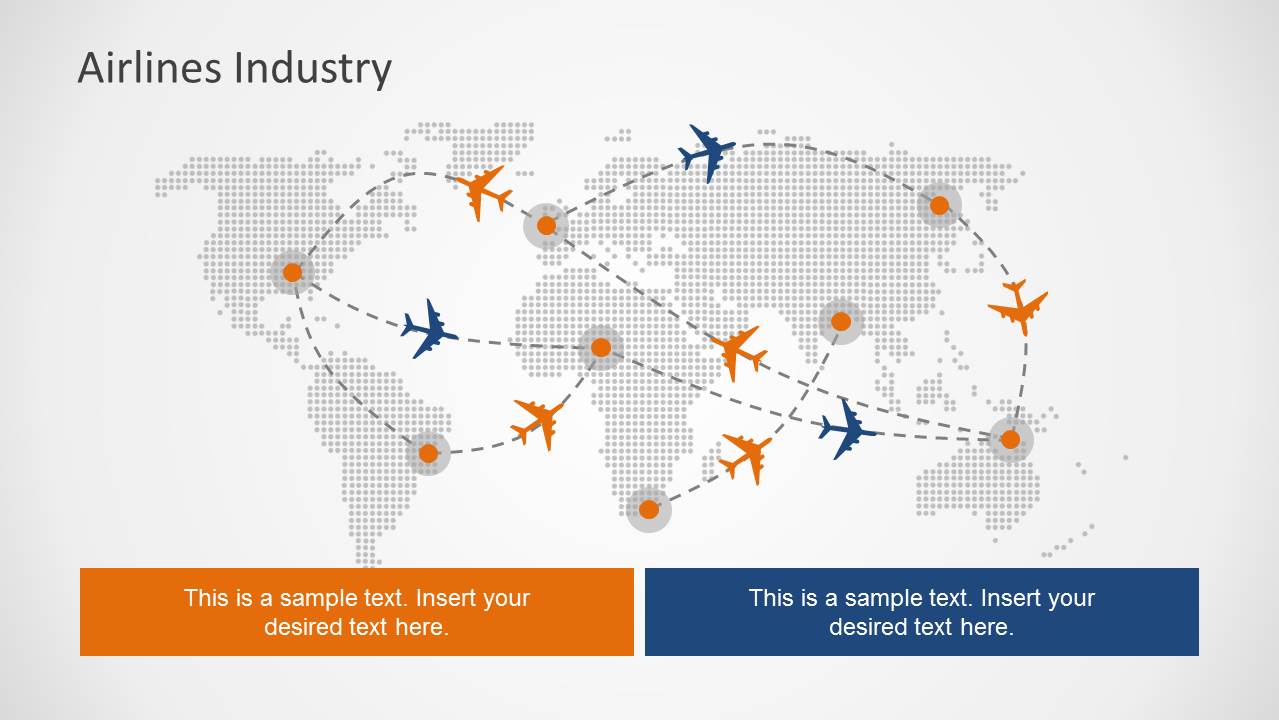 Airlines Industry
This is a sample text. Insert your
desired text here.
This is a sample text. Insert your
desired text here.